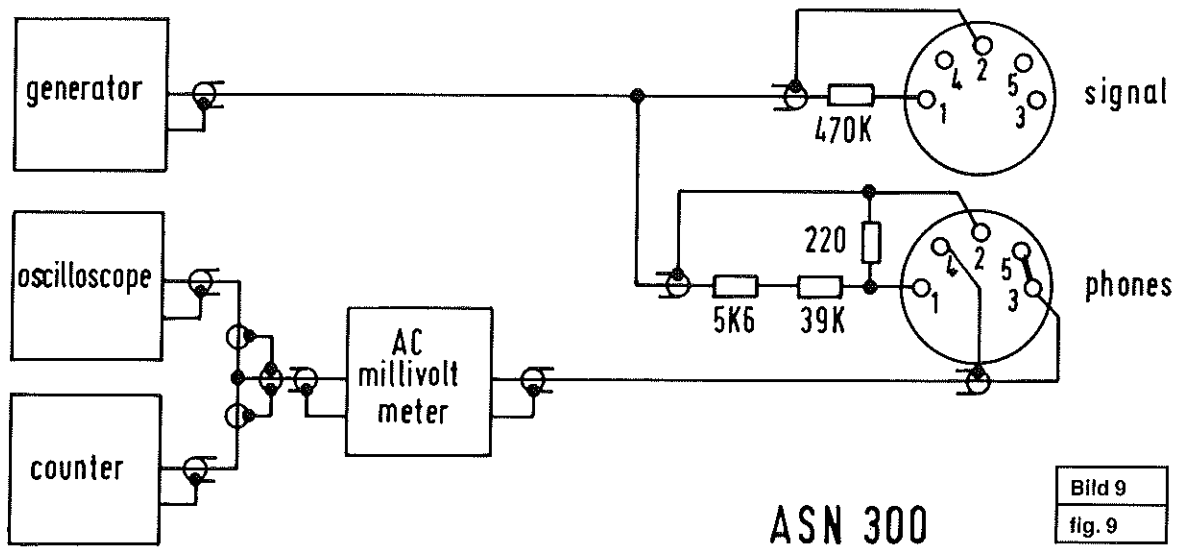 generator
470K
1
4
2
5
3
signal
oscilloscope
220
5K6
39K
1
4
2
5
3
phones
AC
millivolt
meter
counter
ASN 300
Bild 9
fig. 9